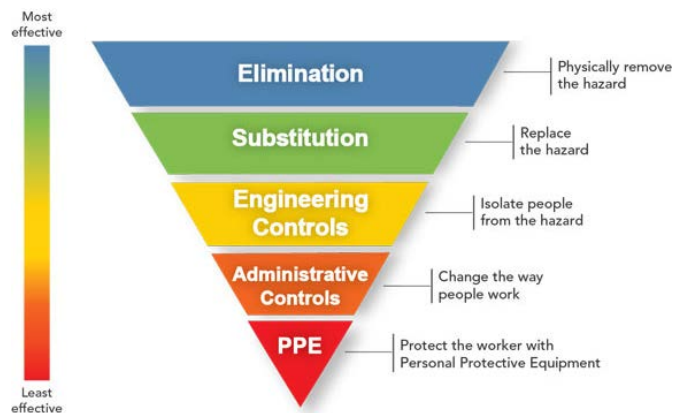 Most
effective
Elimination
Physically remove
the hazard
Substitution
Replace
the hazard
Engineering
Controls
Isolate people
from the hazard
Administrative
Controls
Change the way
people work
PPE
Protect the worker with
Personal Protective Equipment
Least
effective